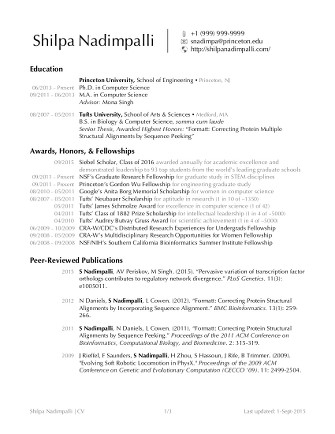 Shilpa Nadimpalli
+1 (999) 999-9999
snadimpa@princeton.edu
http://shilpanadimpalli.com/
Education
Princeton University, School of Engineering • Princeton, NJ
06/2013 - Present Ph.D. in Computer Science
09/2011 - 06/2013 M.A. in Computer Science
Advisor: Mona Singh
08/2007 - 05/2011 Tufts University, School of Arts & Sciences • Medford, MA
B.S. in Biology & Computer Science, summa cum laude
Senior Thesis, Awarded Highest Honors: "Formatt: Correcting Protein Multiple
Structural Alignments by Sequence Peeking"
Awards, Honors, & Fellowships
09/2015 Siebel Scholar, Class of 2016 awarded annually for academic excellence and
demonstrated leadership to 93 top students from the world's leading graduate schools
09/2011 - Present NSF's Graduate Research Fellowship for graduate study in STEM disciplines
09/2011 - Present Princeton's Gordon Wu Fellowship for engineering graduate study
08/2010 - 05/2011 Google's Anita Borg Memorial Scholarship for women in computer science
08/2007 - 05/2011 Tufts' Neubauer Scholarship for aptitude in research (1 in 10 of ~1300)
05/2011 Tufts' James Schmolze Award for excellence in computer science (1 of 42)
04/2011 Tufts' Class of 1882 Prize Scholarship for intellectual leadership (1 in 4 of ~5000)
04/2010 Tufts' Audrey Butvay Gruss Award for scientific achievement (1 in 4 of ~5000)
06/2009 - 10/2009 CRA-W/CDC's Distributed Research Experiences for Undergrads Fellowship
09/2008 - 05/2009 CRA-W's Multidisciplinary Research Opportunities for Women Fellowship
06/2008 - 09/2008 NSF/NIH's Southern California Bioinformatics Summer Institute Fellowship
Peer-Reviewed Publications
2015 S Nadimpalli, AV Persikov, M Singh. (2015). "Pervasive variation of transcription factor
orthologs contributes to regulatory network divergence." PLoS Genetics. 11(3):
e1005011.
2012 N Daniels, S Nadimpalli, L Cowen. (2012). "Formatt: Correcting Protein Structural
Alignments by Incorporating Sequence Alignment." BMC Bioinformatics. 13(1): 259-
266.
2011 S Nadimpalli, N Daniels, L Cowen. (2011). "Formatt: Correcting Protein Structural
Alignments by Sequence Peeking." Proceedings of the 2011 ACM Conference on
Bioinformatics, Computational Biology, and Biomedicine. 2: 315-319.
2009 J Rieffel, F Saunders, S Nadimpalli, H Zhou, S Hassoun, J Rife, B Trimmer. (2009).
"Evolving Soft Robotic Locomotion in PhysX." Proceedings of the 2009 ACM
Conference on Genetic and Evolutionary Computation (GECCO '09). 11: 2499-2504.
Shilpa Nadimpalli |CV
1/3
Last updated: 1-Sept-2015